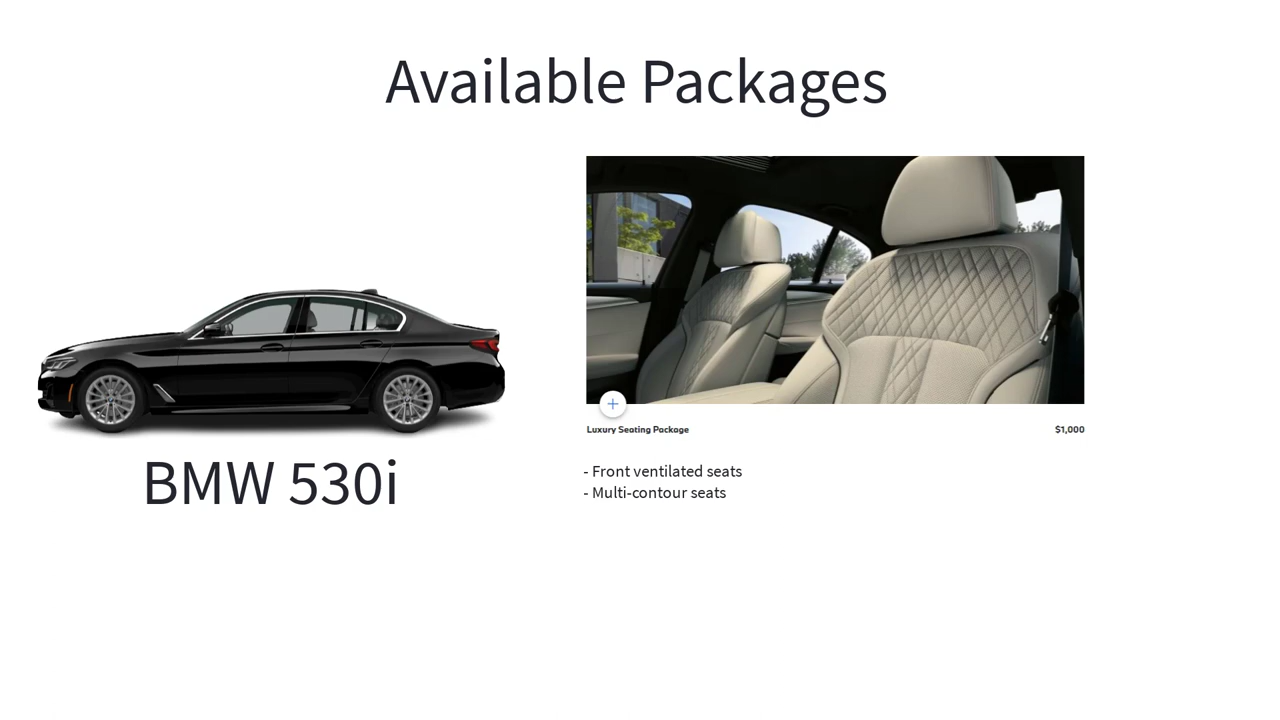 Available Packages
BMW 530i
Luxury Seating Package
$1,000
- Front ventilated seats
- Multi-contour seats